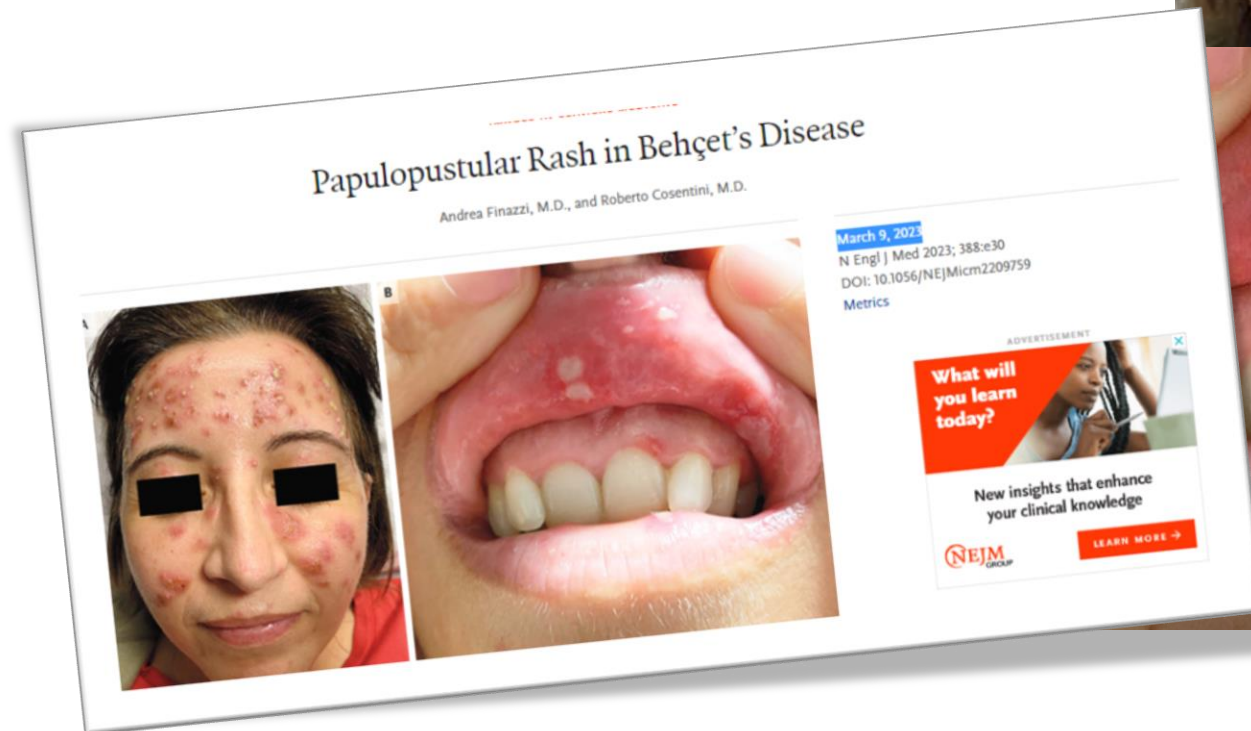 Papulopustular Rash in Behçet's Disease
Andrea Finazzi, M.D., and Roberto Cosentini, M.D.
A
B
March 9, 2023
N Engl J Med 2023; 388:e30
DOI: 10.1056/NEJMicm2209759
Metrics
ADVERTISEMENT
What will
you learn
today?
New insights that enhance
your clinical knowledge
NEJM
GROUP
LEARN MORE →